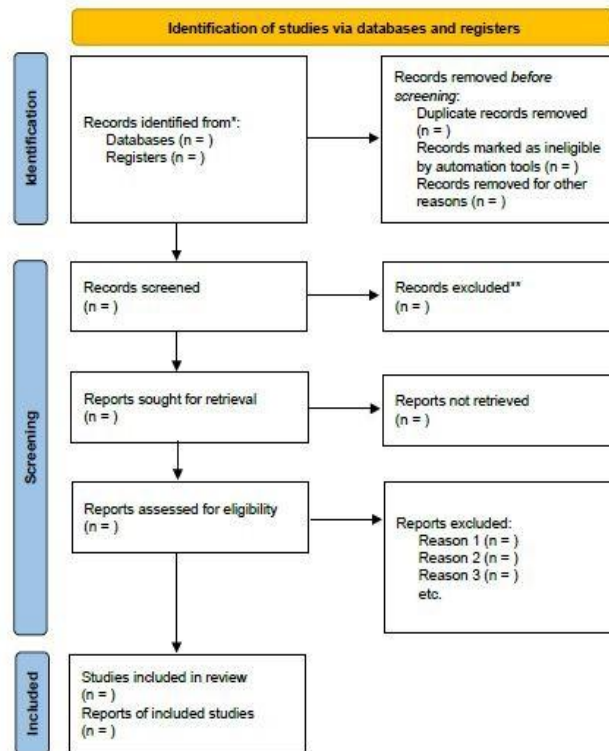 Identification of studies via databases and registers
Identification
Records identified from*:
Databases (n = )
Registers (n = )
Records removed before
screening:
Duplicate records removed
(n = )
Records marked as ineligible
by automation tools (n = )
Records removed for other
reasons (n = )
Screening
Records screened
(n = )
Records excluded**
(n = )
Reports sought for retrieval
(n = )
Reports not retrieved
(n = )
Reports assessed for eligibility
(n = )
Reports excluded:
Reason 1 (n = )
Reason 2 (n = )
Reason 3 (n = )
etc.
Included
Studies included in review
(n = )
Reports of included studies
(n = )